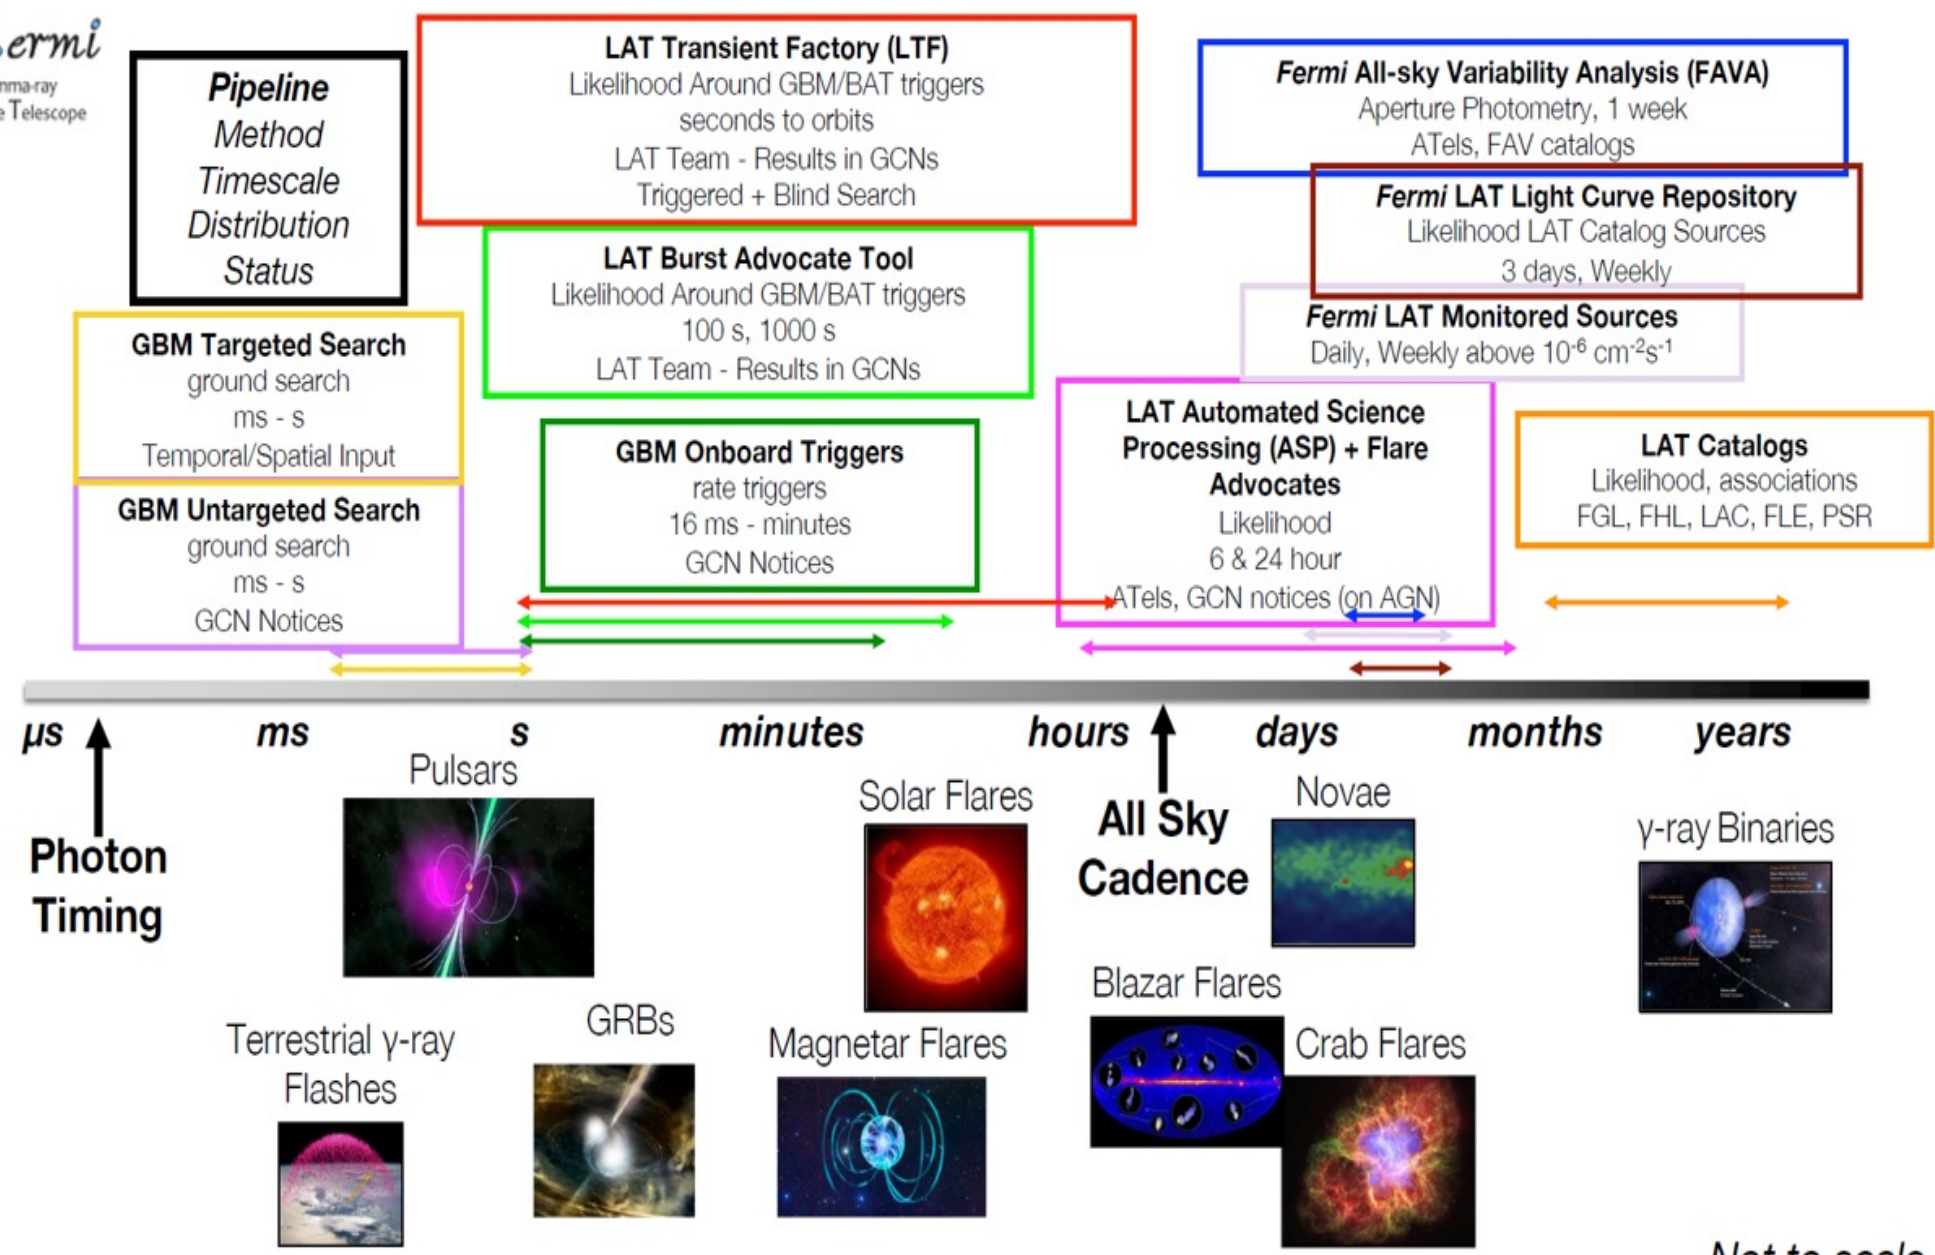 ermi
mma-ray
e Telescope
Pipeline
Method
Timescale
Distribution
Status
LAT Transient Factory (LTF)
Likelihood Around GBM/BAT triggers
seconds to orbits
LAT Team - Results in GCNs
Triggered + Blind Search
Fermi All-sky Variability Analysis (FAVA)
Aperture Photometry, 1 week
ATels, FAV catalogs
Fermi LAT Light Curve Repository
Likelihood LAT Catalog Sources
3 days, Weekly
LAT Burst Advocate Tool
Likelihood Around GBM/BAT triggers
100 s, 1000 s
LAT Team - Results in GCNs
Fermi LAT Monitored Sources
Daily, Weekly above 10⁻⁶ cm⁻²s⁻¹
GBM Targeted Search
ground search
ms - s
Temporal/Spatial Input
GBM Untargeted Search
ground search
ms - s
GCN Notices
GBM Onboard Triggers
rate triggers
16 ms - minutes
GCN Notices
LAT Automated Science
Processing (ASP) + Flare
Advocates
Likelihood
6 & 24 hour
ATels, GCN notices (on AGN)
LAT Catalogs
Likelihood, associations
FGL, FHL, LAC, FLE, PSR
µs ms s minutes hours days months years
Photon
Timing
Pulsars
Solar Flares
All Sky
Cadence
Novae
γ-ray Binaries
Terrestrial γ-ray
Flashes
GRBs
Magnetar Flares
Blazar Flares
Crab Flares
Not to scale